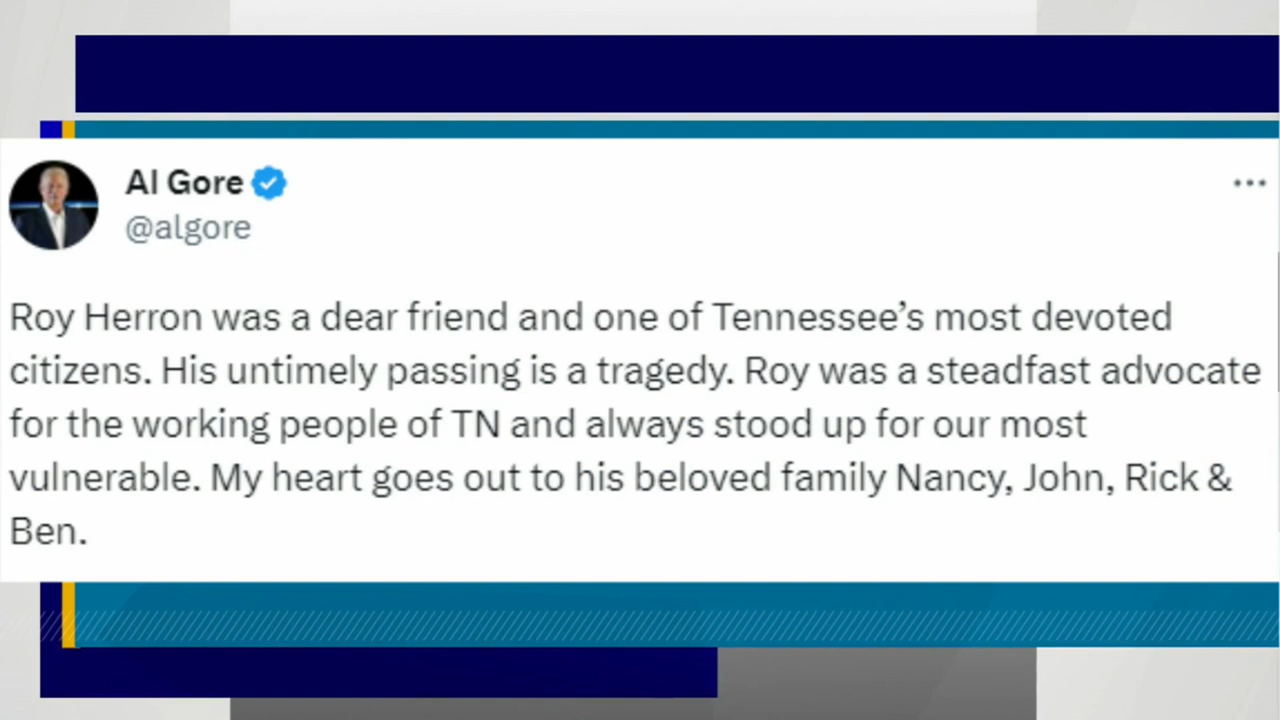 Al Gore
@algore
Roy Herron was a dear friend and one of Tennessee’s most devoted
citizens. His untimely passing is a tragedy. Roy was a steadfast advocate
for the working people of TN and always stood up for our most
vulnerable. My heart goes out to his beloved family Nancy, John, Rick &
Ben.